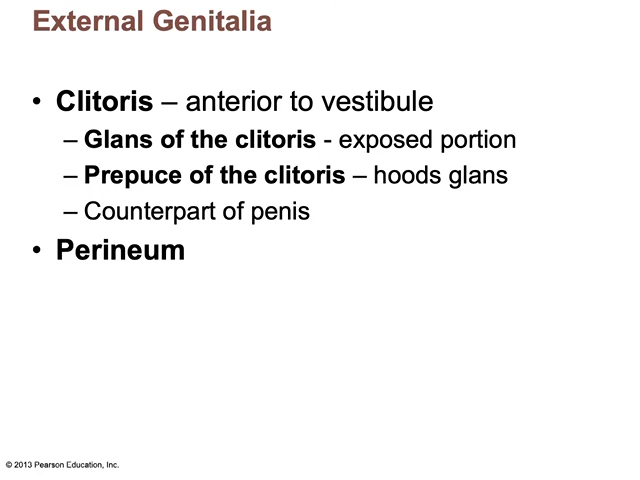 External Genitalia
• Clitoris – anterior to vestibule
– Glans of the clitoris - exposed portion
– Prepuce of the clitoris – hoods glans
– Counterpart of penis
• Perineum
© 2013 Pearson Education, Inc.